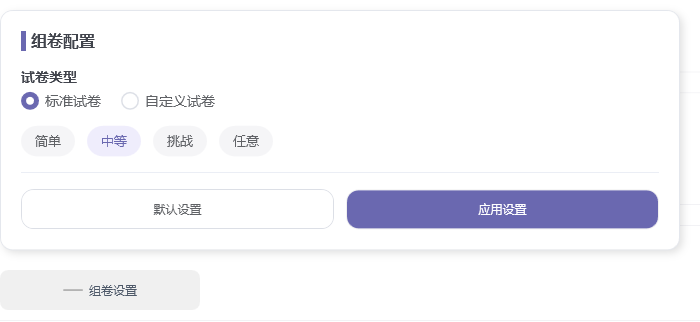 组卷配置
试卷类型
标准试卷 自定义试卷
简单 中等 挑战 任意
默认设置 应用设置
组卷设置